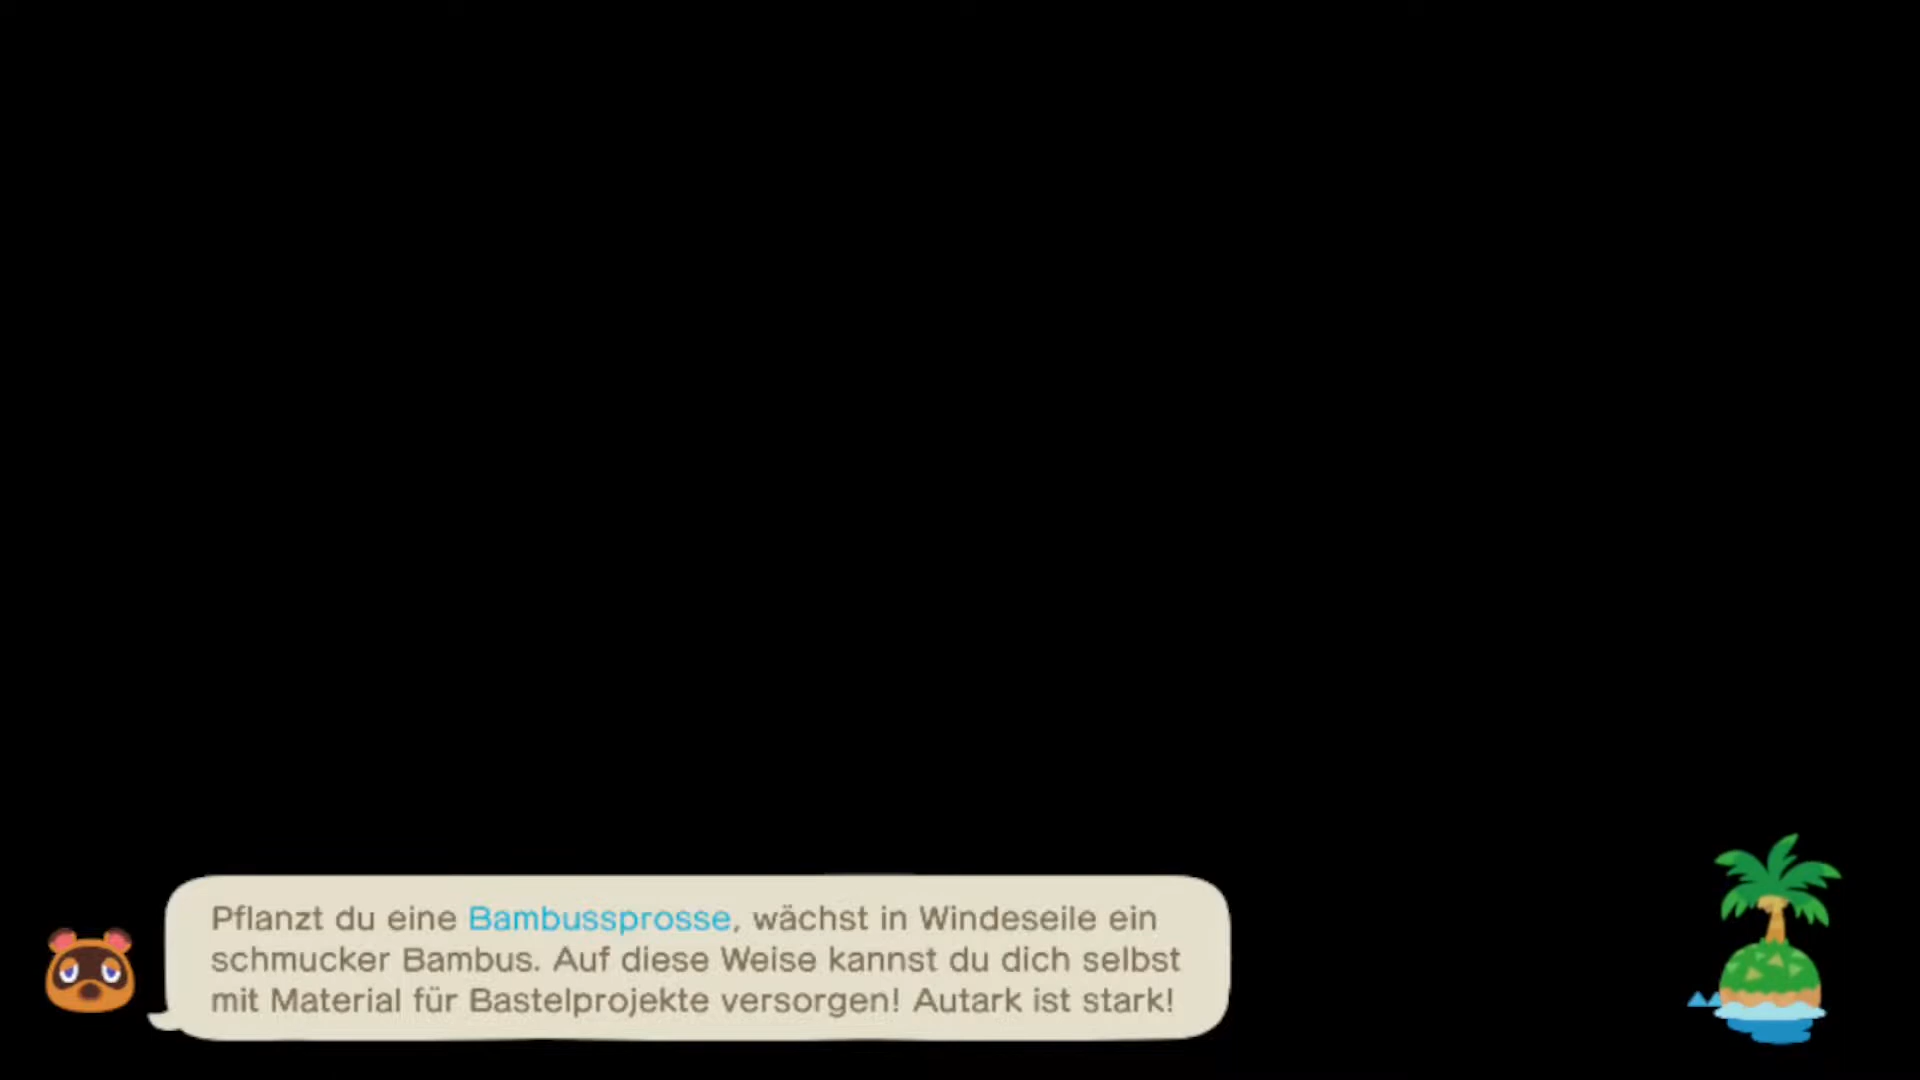 Pflanzt du eine Bambussprosse, wächst in Windeseile ein
schmucker Bambus. Auf diese Weise kannst du dich selbst
mit Material für Bastelprojekte versorgen! Autark ist stark!